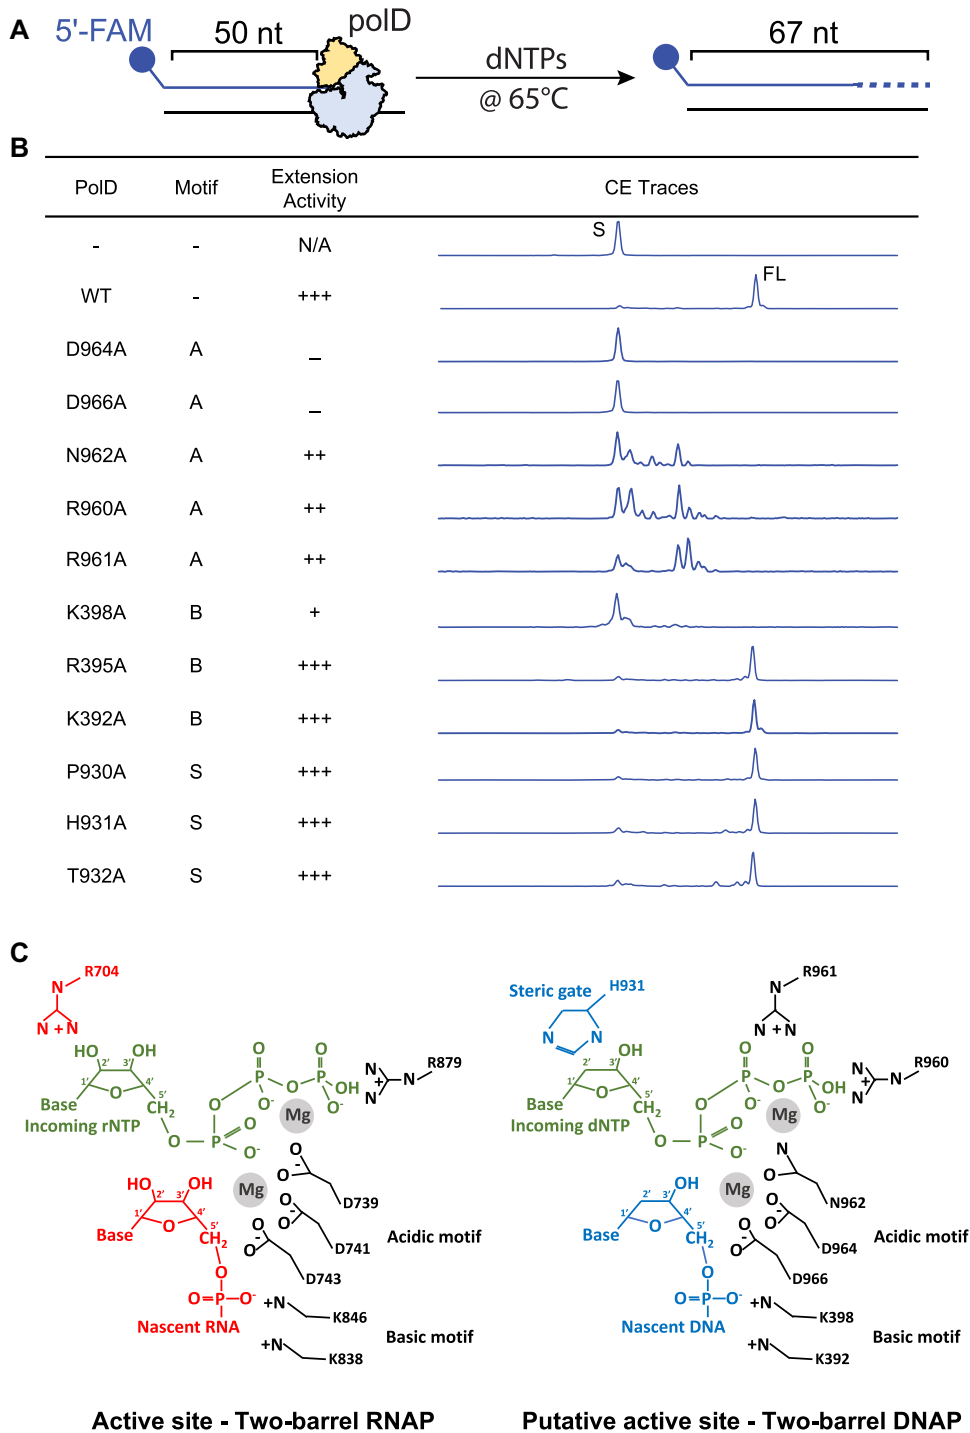 A
5'-FAM
50 nt
polD
dNTPs
@ 65°C
67 nt
B
PolD Motif Extension Activity CE Traces
- - N/A S
WT - +++ FL
D964A A –
D966A A –
N962A A ++
R960A A ++
R961A A ++
K398A B +
R395A B +++
K392A B +++
P930A S +++
H931A S +++
T932A S +++
C
R704
N
N + N
HO 2' 3' OH
1' O 4'
Base 5'
CH2
Incoming rNTP
O P O
O-
O O
P O P OH
O- O-
Mg
N
+ N R879
N
O
O-
D739
Mg
HO 2' 3' OH
1' O 4'
Base 5'
CH2
O
O=P-O-
Nascent RNA
O
O-
D741
O-
O
D743
Acidic motif
+N K846
+N K838
Basic motif
Active site - Two-barrel RNAP
Steric gate
H931
N N
R961
N
N + N
2' 3' OH
1' O 4'
Base 5'
CH2
Incoming dNTP
O P O
O-
O O
P O P OH
O- O-
Mg
N
+ N R960
N
N
O
N962
Mg
2' 3' OH
1' O 4'
Base 5'
CH2
O
O=P-O-
Nascent DNA
O
O-
D964
O-
O
D966
Acidic motif
+N K398
+N K392
Basic motif
Putative active site - Two-barrel DNAP